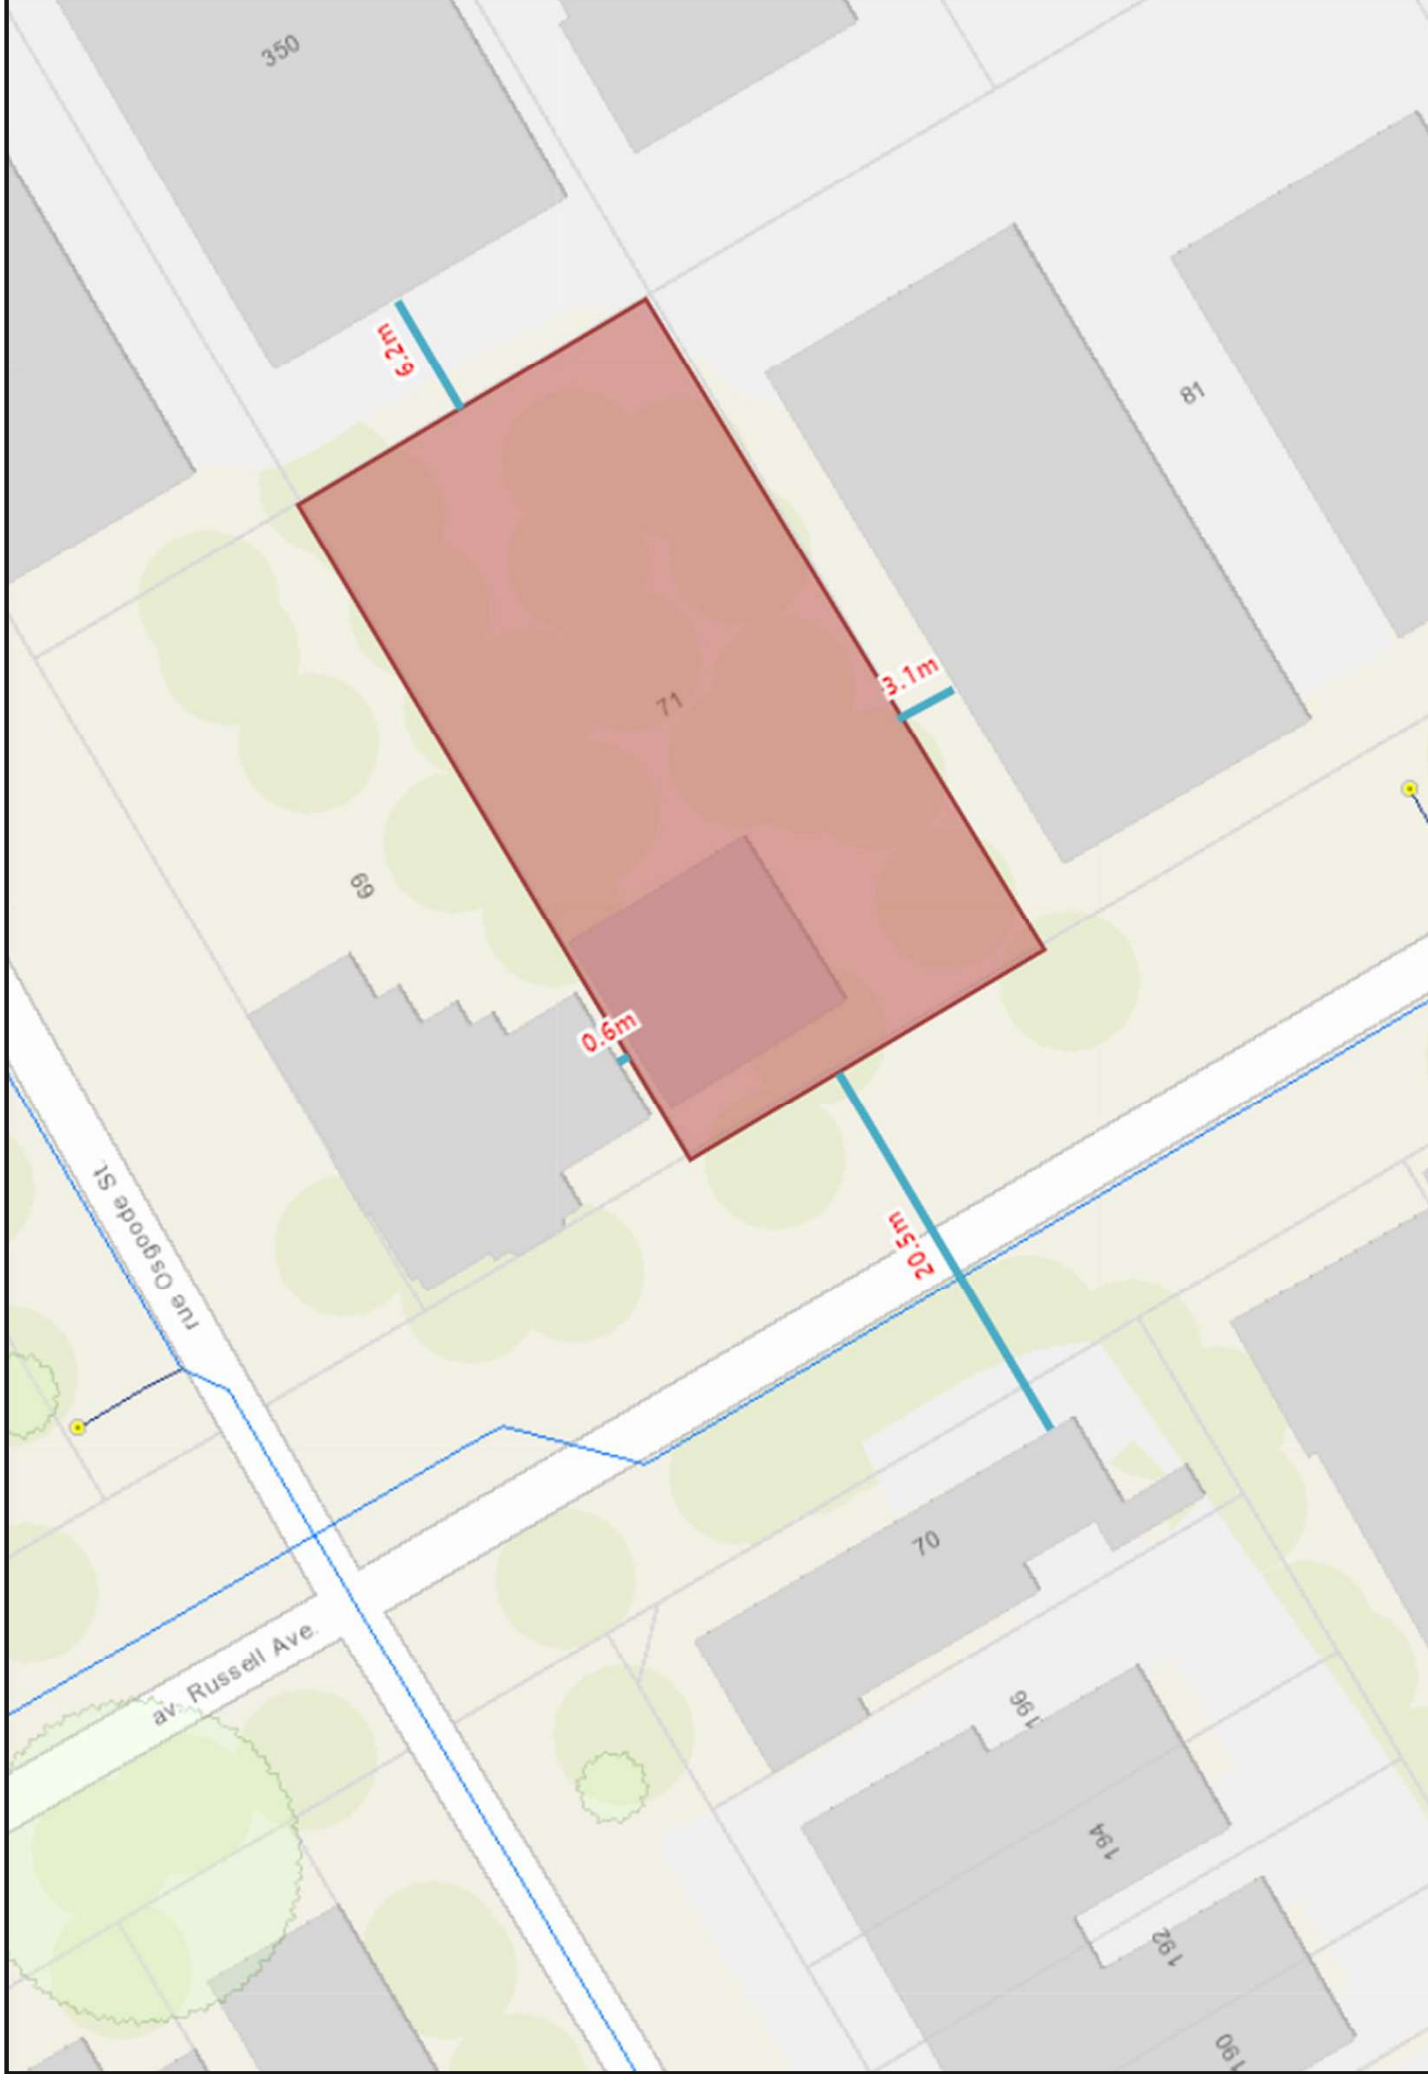 350
6.2m
81
3.1m
71
69
0.6m
rue Osgoode St.
20.5m
70
av. Russell Ave.
196
194
192
190